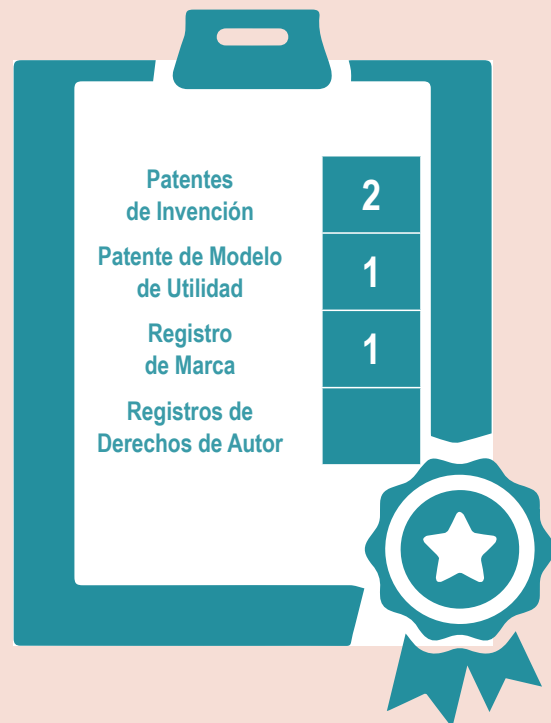 Patentes
de Invención
2
Patente de Modelo
de Utilidad
1
Registro
de Marca
1
Registros de
Derechos de Autor